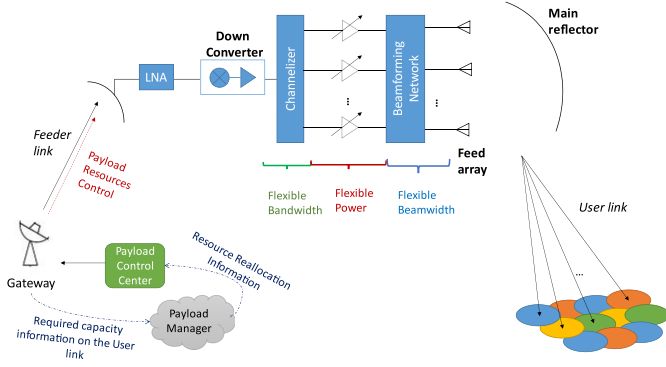 Main
reflector
Down
Converter
LNA
Channelizer
...
Beamforming
Network
...
Feed
array
Feeder
link
Payload
Resources
Control
Flexible
Bandwidth
Flexible
Power
Flexible
Beamwidth
User link
...
Gateway
Payload
Control
Center
Resource Reallocation
Information
Payload
Manager
Required capacity
information on the User
link